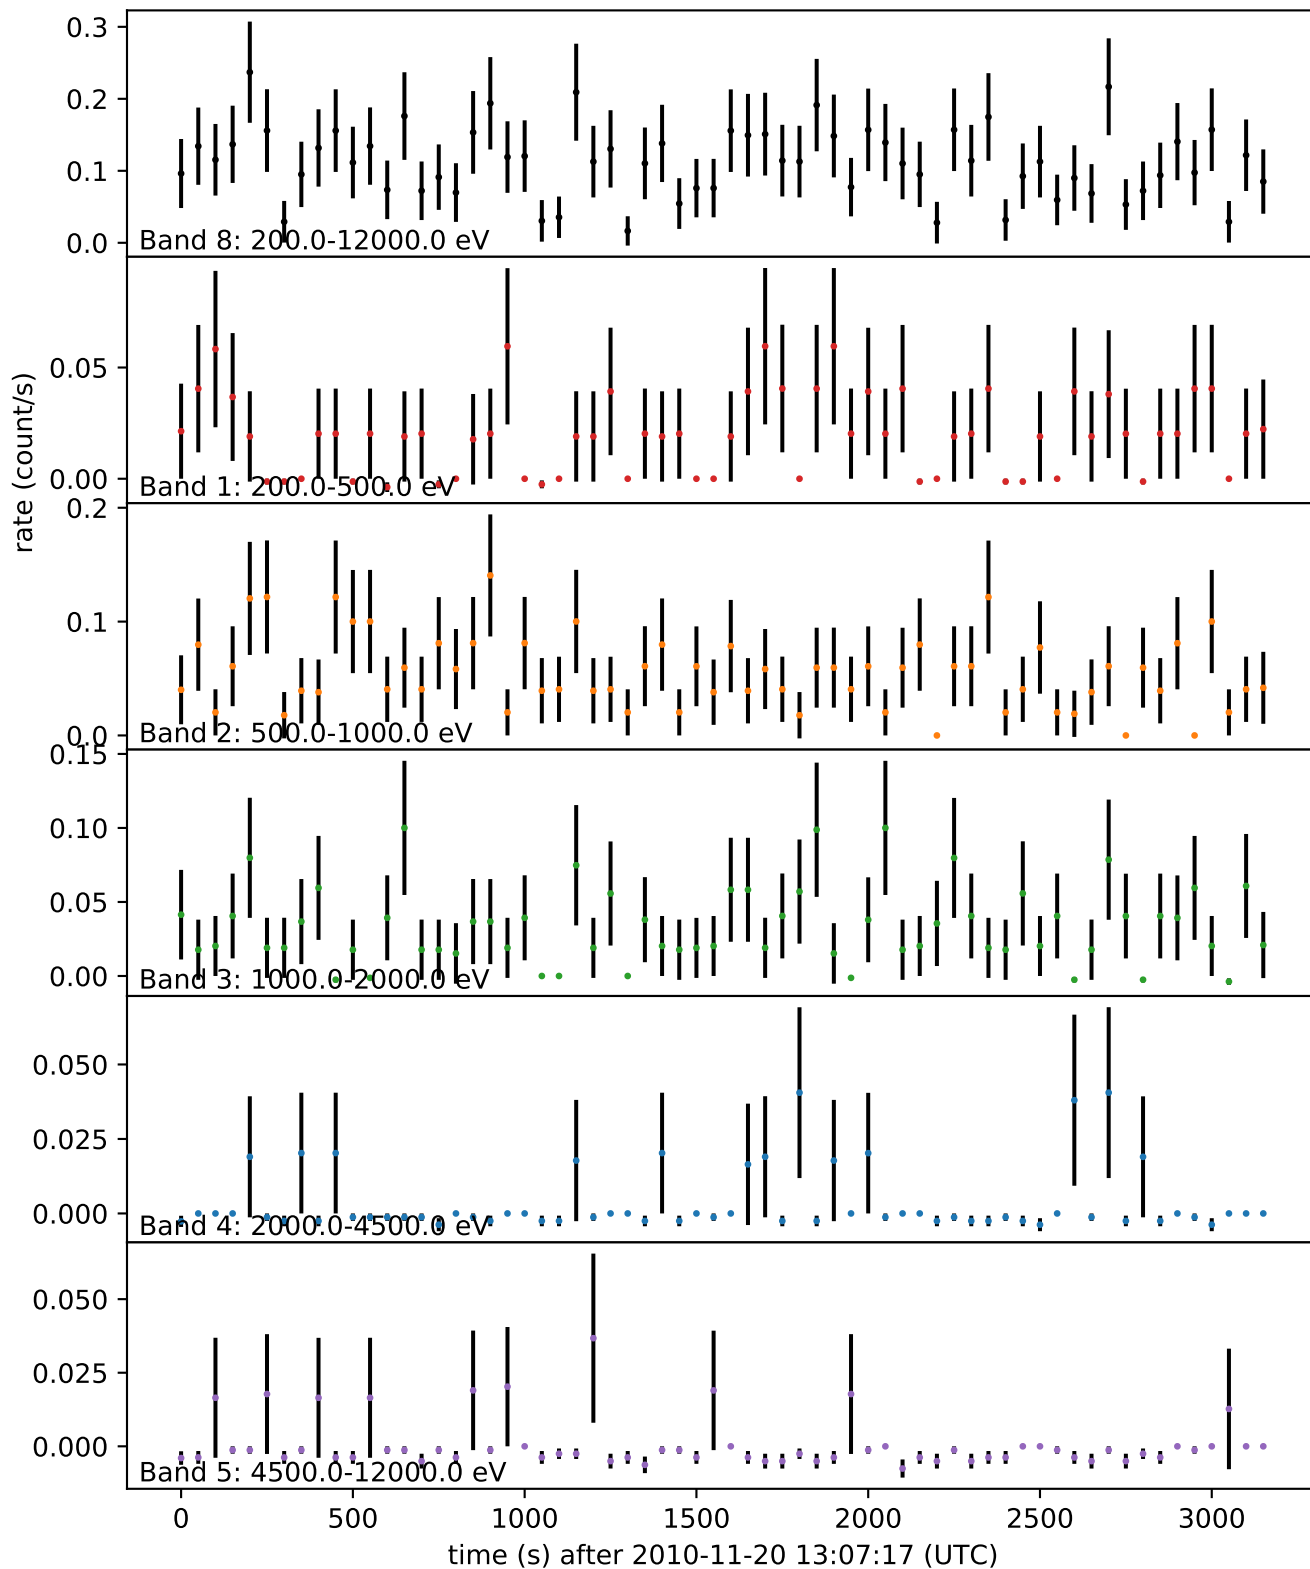 0.3
0.2
0.1
0.0
Band 8: 200.0-12000.0 eV
0.05
0.00
Band 1: 200.0-500.0 eV
rate (count/s)
0.2
0.1
0.0
Band 2: 500.0-1000.0 eV
0.15
0.10
0.05
0.00
Band 3: 1000.0-2000.0 eV
0.050
0.025
0.000
Band 4: 2000.0-4500.0 eV
0.050
0.025
0.000
Band 5: 4500.0-12000.0 eV
0 500 1000 1500 2000 2500 3000
time (s) after 2010-11-20 13:07:17 (UTC)